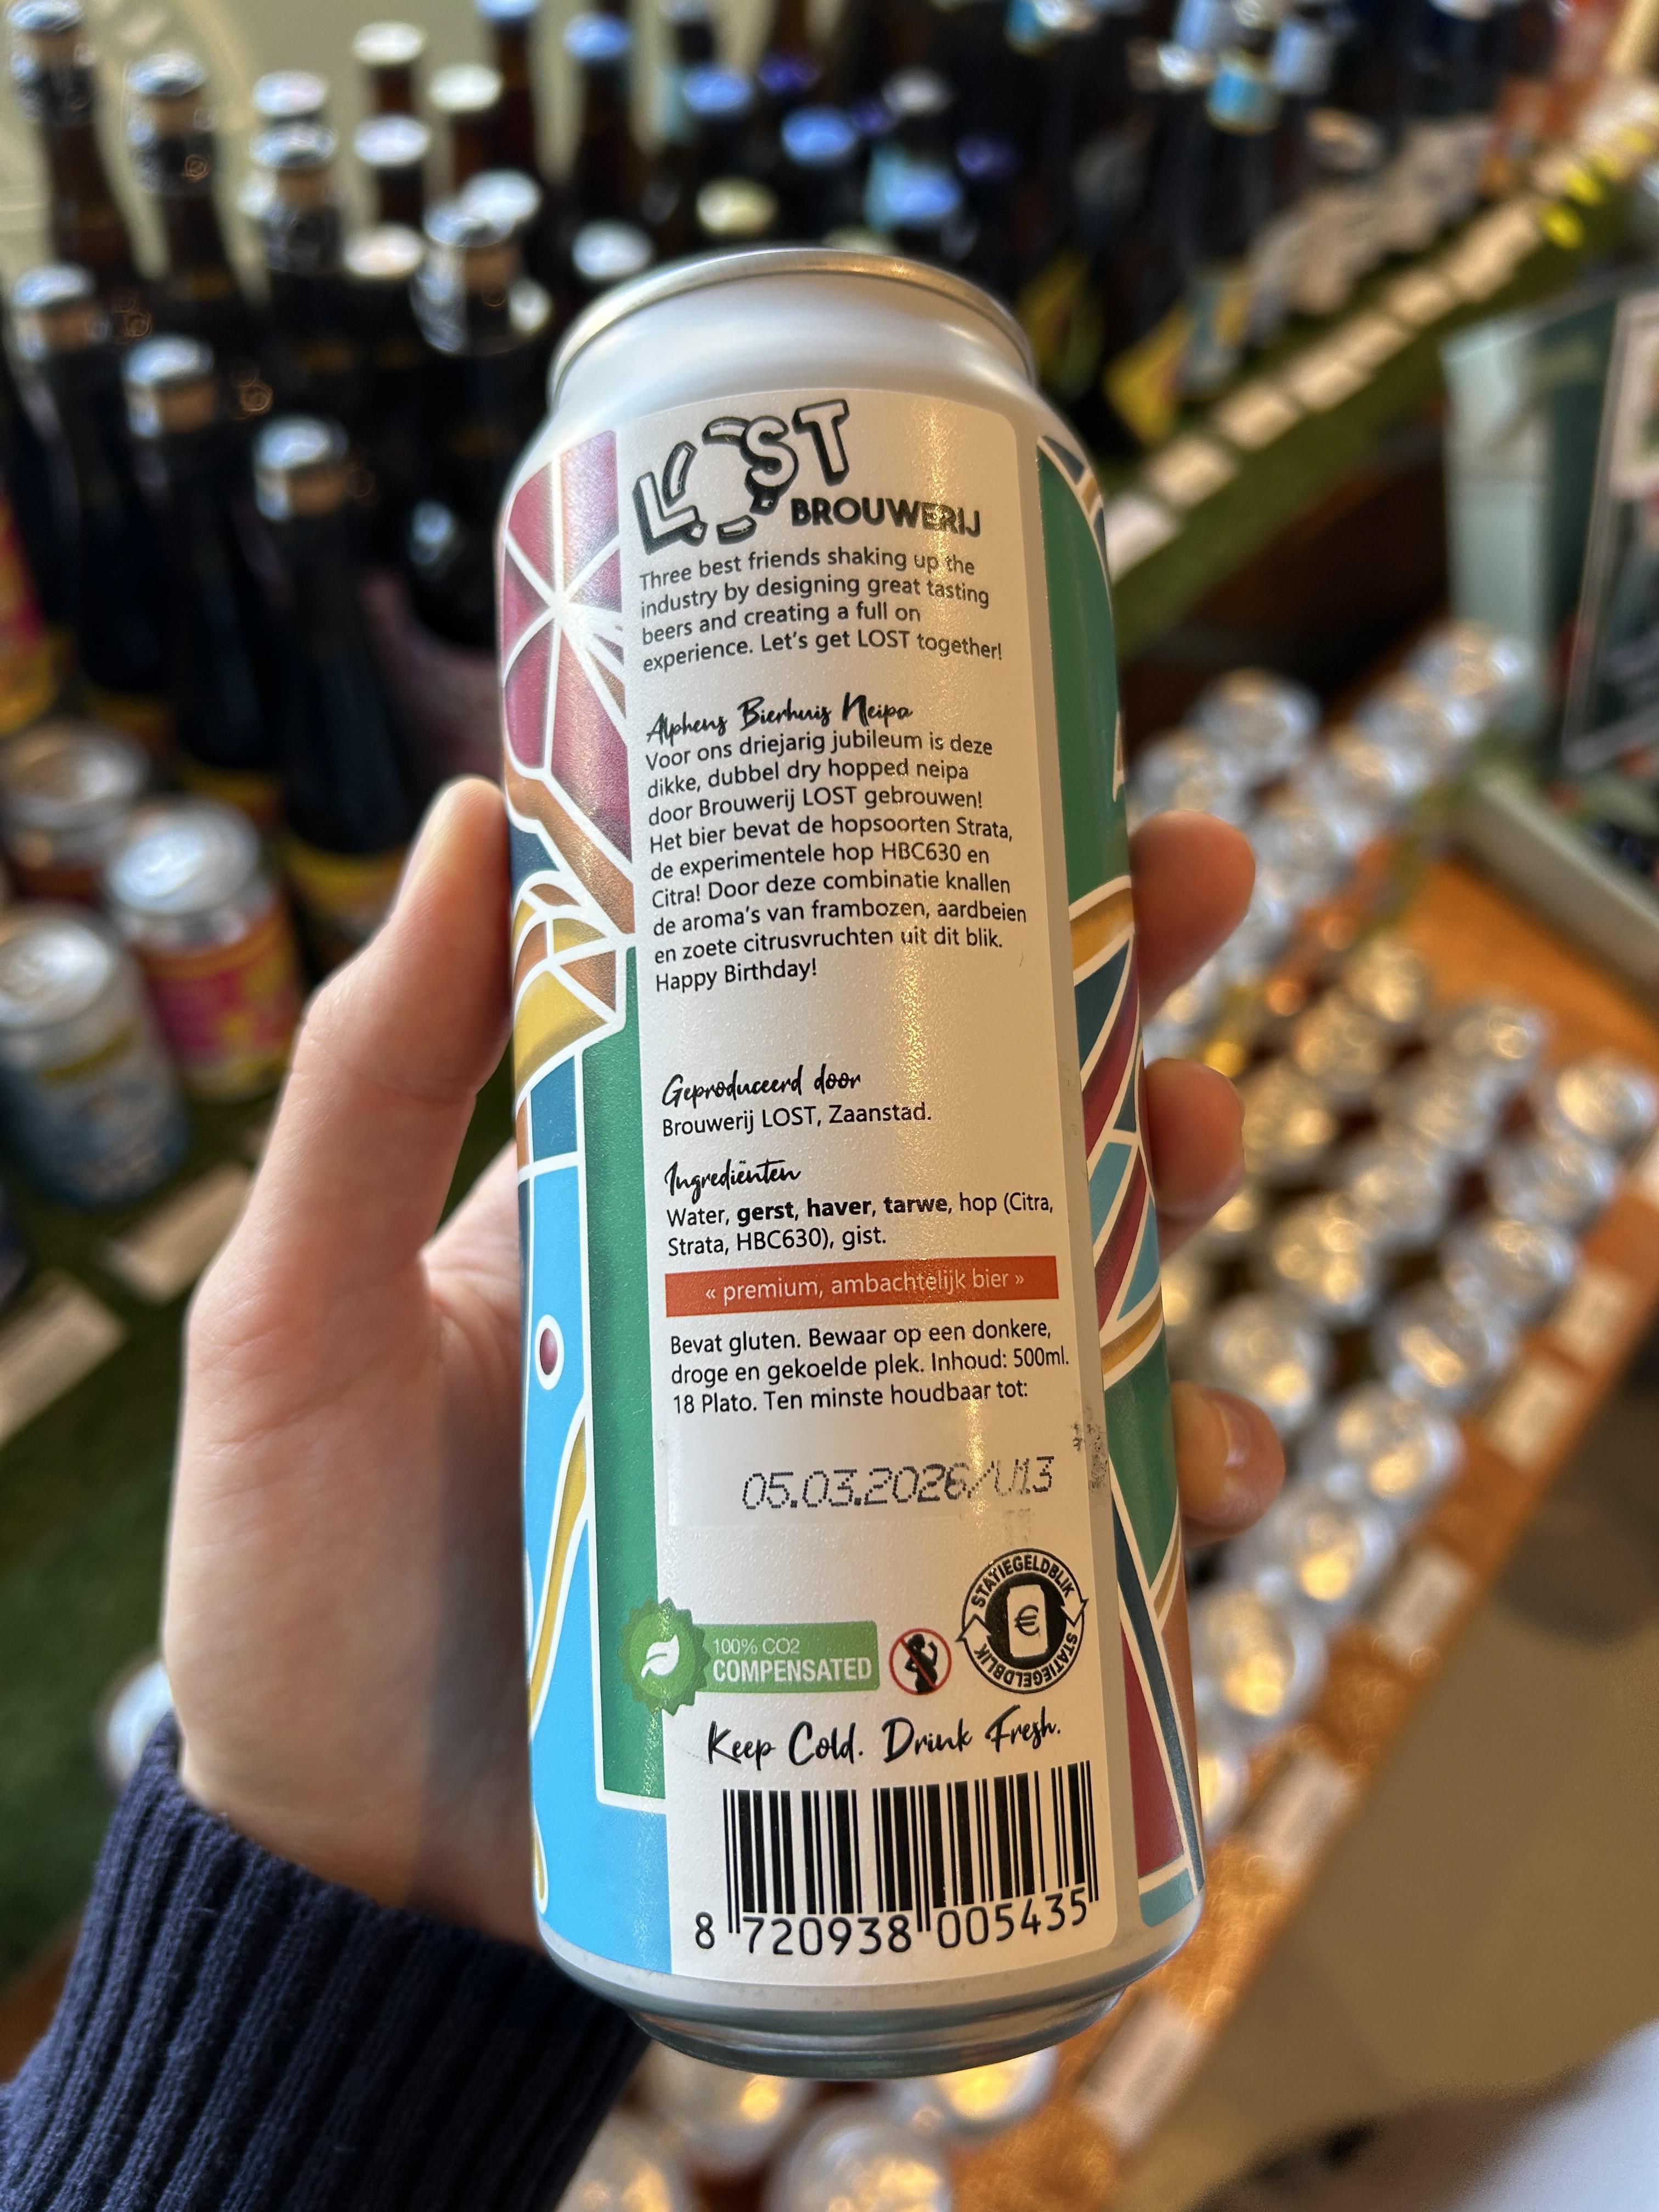 LOST
BROUWERIJ
Three best friends shaking up the
industry by designing great tasting
beers and creating a full on
experience. Let's get LOST together!
Alphens Bierhuis Neipa
Voor ons driejarig jubileum is deze
dikke, dubbel dry hopped neipa
door Brouwerij LOST gebrouwen!
Het bier bevat de hopsoorten Strata,
de experimentele hop HBC630 en
Citra! Door deze combinatie knallen
de aroma's van frambozen, aardbeien
en zoete citrusvruchten uit dit blik.
Happy Birthday!
Geproduceerd door
Brouwerij LOST, Zaanstad.
Ingrediënten
Water, gerst, haver, tarwe, hop (Citra,
Strata, HBC630), gist.
« premium, ambachtelijk bier »
Bevat gluten. Bewaar op een donkere,
droge en gekoelde plek. Inhoud: 500ml.
18 Plato. Ten minste houdbaar tot:
05.03.2026/U13
100% CO2
COMPENSATED
STATIEGELDBLIK
€
STATIEGELDBLIK
Keep Cold. Drink Fresh.
8 720938 005435